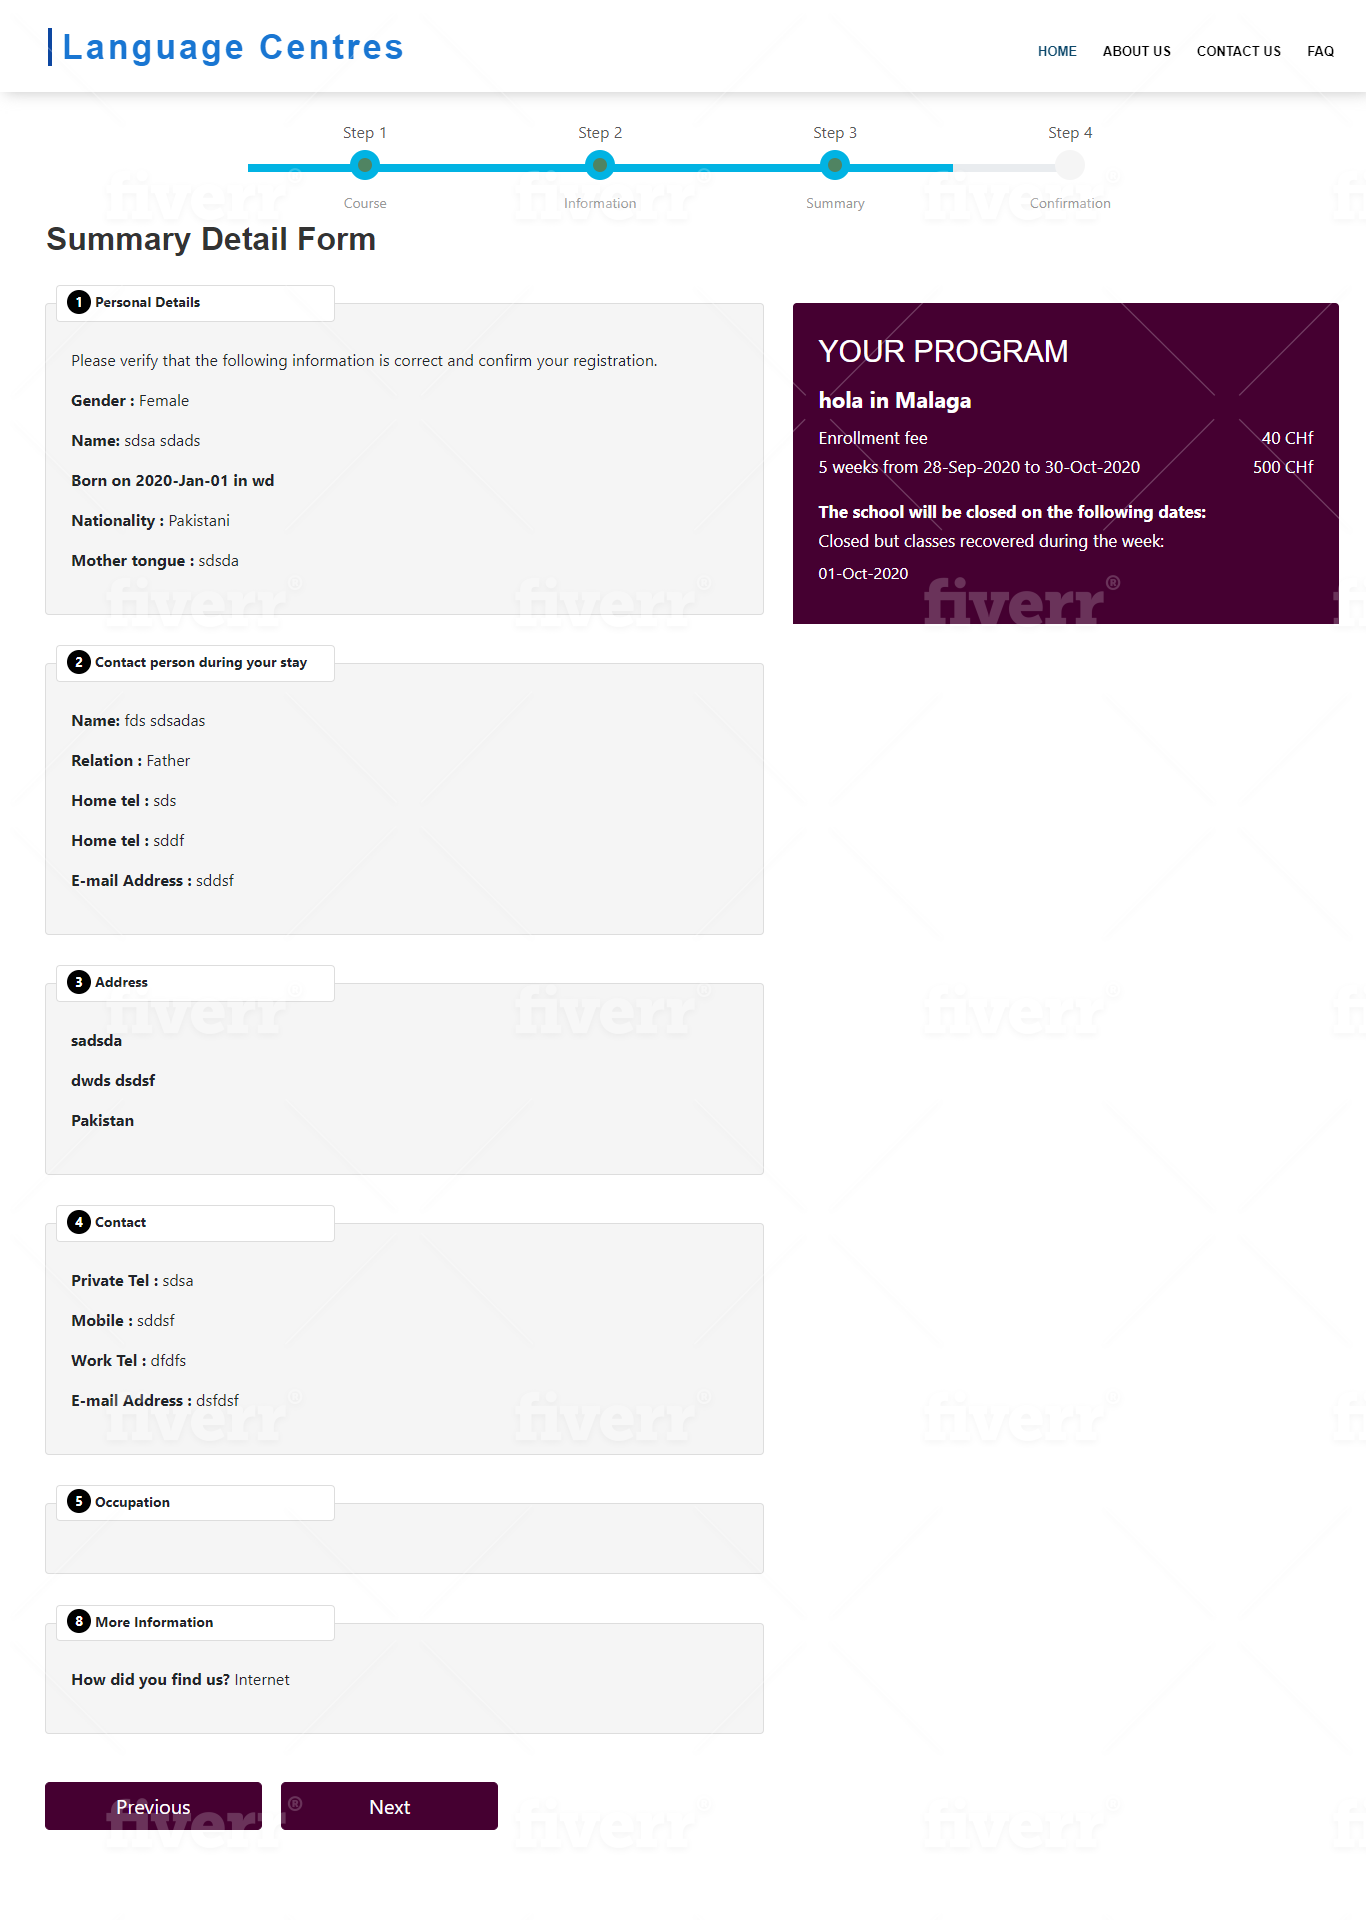 Language Centres
HOME ABOUT US CONTACT US FAQ
Step 1 Step 2 Step 3 Step 4
Course Information Summary Confirmation
Summary Detail Form
1 Personal Details
Please verify that the following information is correct and confirm your registration.
Gender : Female
Name: sdsa sdads
Born on 2020-Jan-01 in wd
Nationality : Pakistani
Mother tongue : sdsda
YOUR PROGRAM
hola in Malaga
Enrollment fee 40 CHf
5 weeks from 28-Sep-2020 to 30-Oct-2020 500 CHf
The school will be closed on the following dates:
Closed but classes recovered during the week:
01-Oct-2020
2 Contact person during your stay
Name: fds sdsadas
Relation : Father
Home tel : sds
Home tel : sddf
E-mail Address : sddsf
3 Address
sadsda
dwds dsdsf
Pakistan
4 Contact
Private Tel : sdsa
Mobile : sddsf
Work Tel : dfdfs
E-mail Address : dsfdsf
5 Occupation
8 More Information
How did you find us? Internet
Previous Next
fiverr®